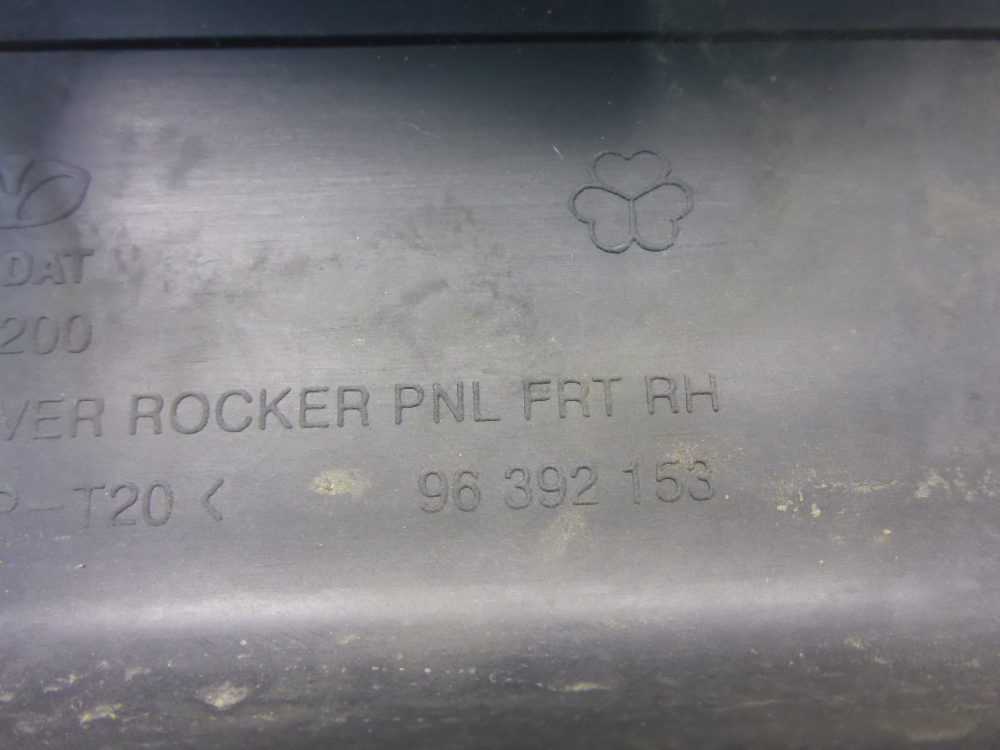 DAT
200
VER ROCKER PNL FRT RH
P-T20<
96 392 153